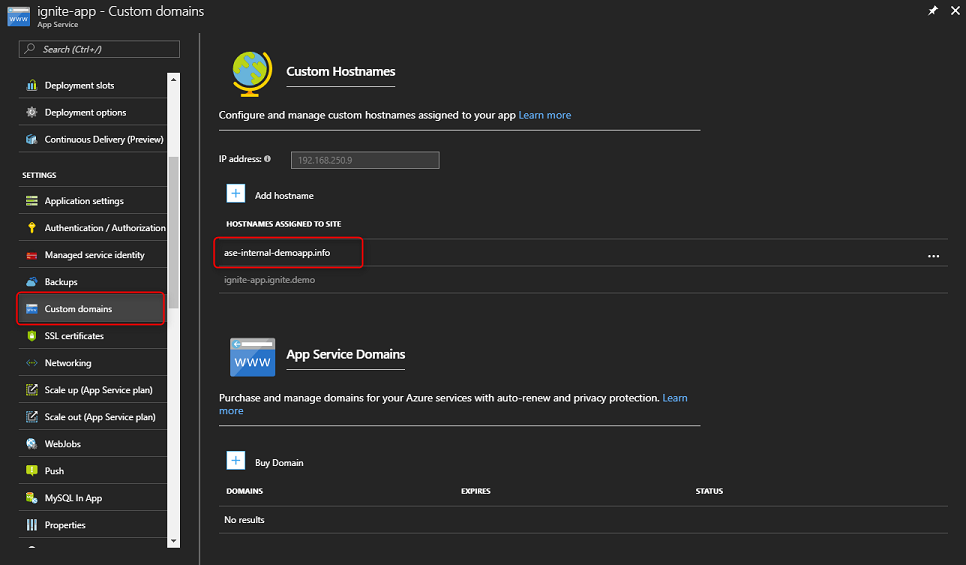 ignite-app - Custom domains
App Service
Search (Ctrl+/)
Deployment slots
Deployment options
Continuous Delivery (Preview)
SETTINGS
Application settings
Authentication / Authorization
Managed service identity
Backups
Custom domains
SSL certificates
Networking
Scale up (App Service plan)
Scale out (App Service plan)
WebJobs
Push
MySQL In App
Properties
Custom Hostnames
Configure and manage custom hostnames assigned to your app Learn more
IP address:
192.168.250.9
Add hostname
HOSTNAMES ASSIGNED TO SITE
ase-internal-demoapp.info
...
ignite-app.ignite.demo
WWW
App Service Domains
Purchase and manage domains for your Azure services with auto-renew and privacy protection. Learn
more
Buy Domain
DOMAINS EXPIRES STATUS
No results